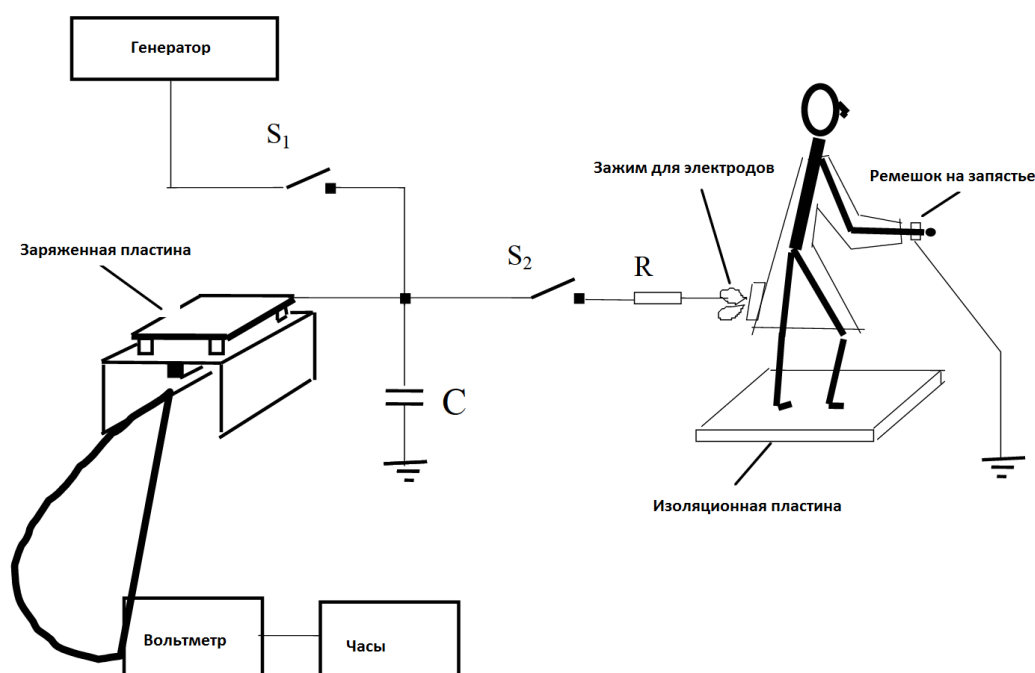 Генератор
S1
Зажим для электродов
Ремешок на запястье
Заряженная пластина
S2
R
C
Изоляционная пластина
Вольтметр
Часы